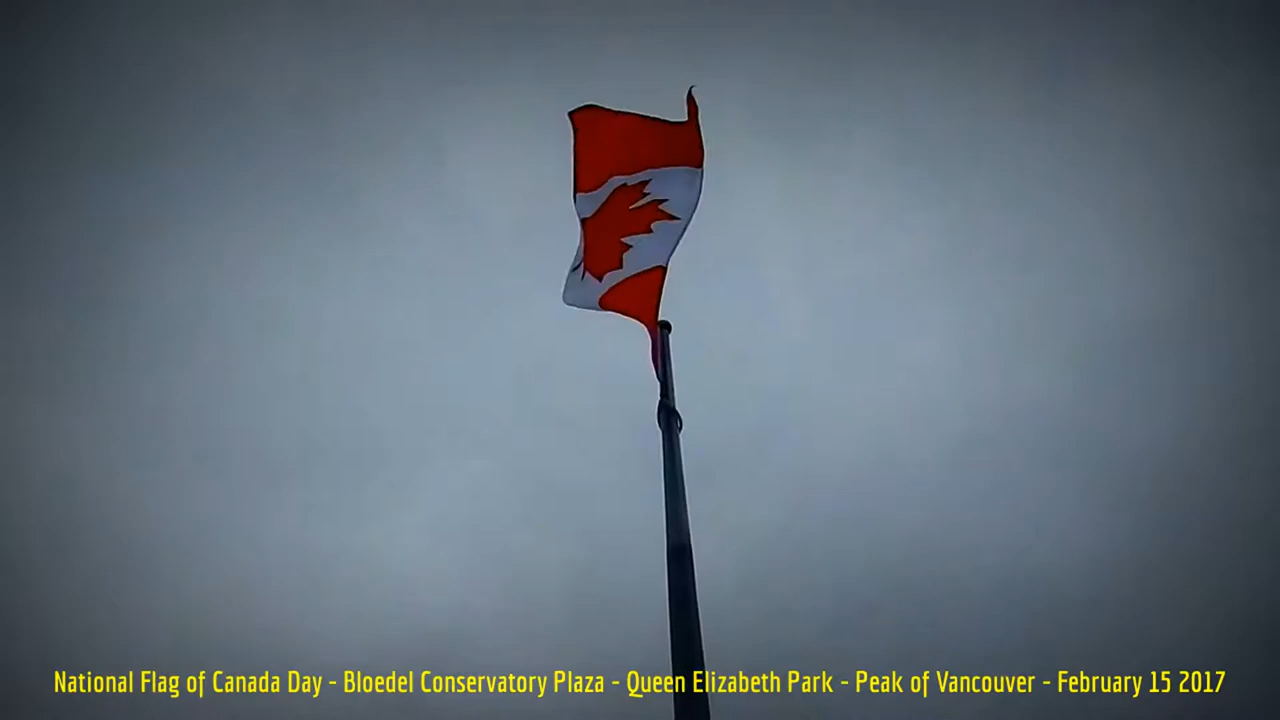 National Flag of Canada Day - Bloedel Conservatory Plaza - Queen Elizabeth Park - Peak of Vancouver - February 15 2017